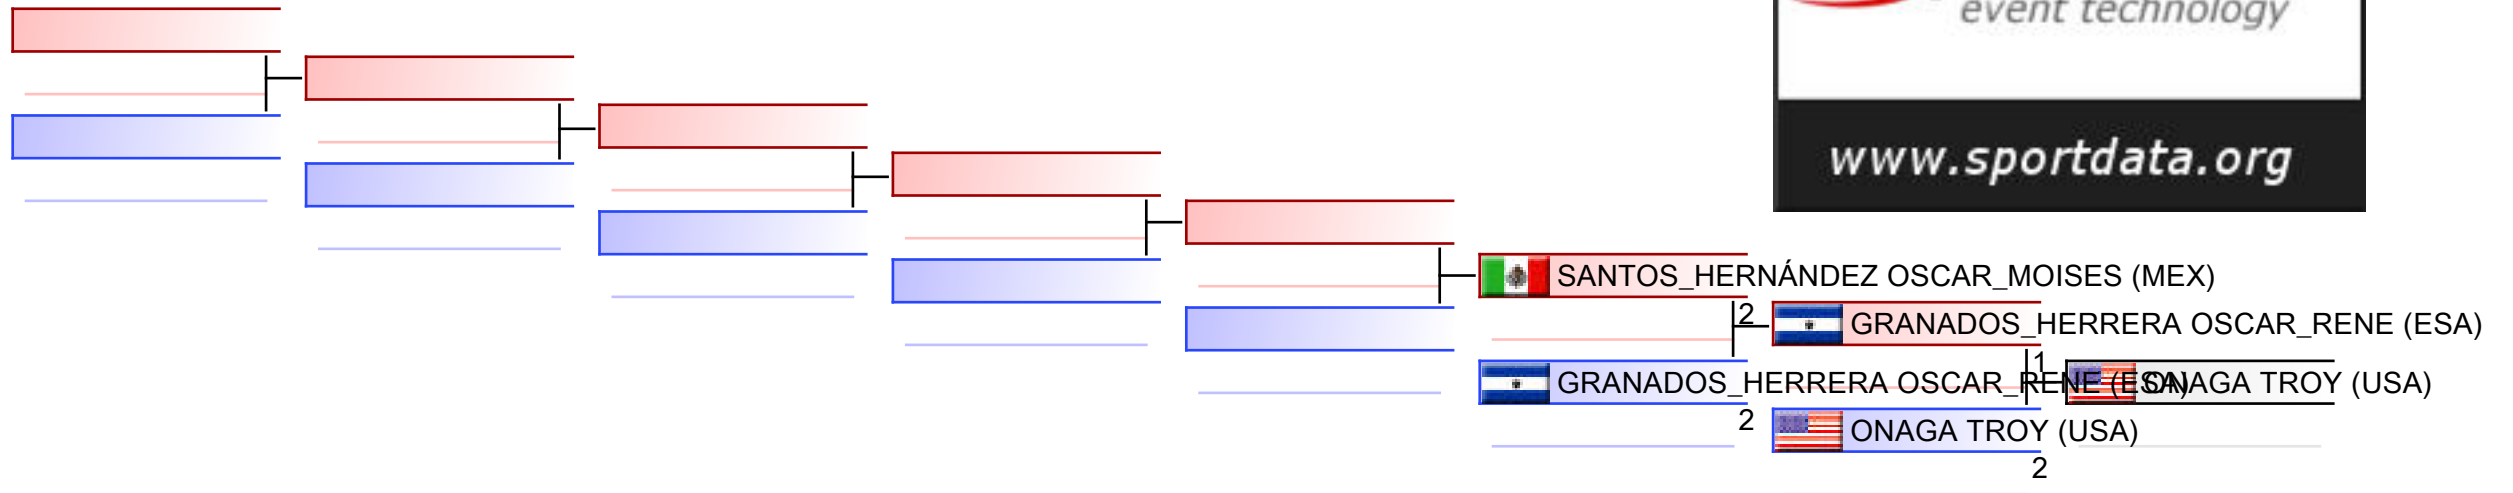 event technology
www.sportdata.org
SANTOS_HERNÁNDEZ OSCAR_MOISES (MEX)
2
GRANADOS_HERRERA OSCAR_RENE (ESA)
1
GRANADOS_HERRERA OSCAR_RENE (ESA)
ONAGA TROY (USA)
2
ONAGA TROY (USA)
2